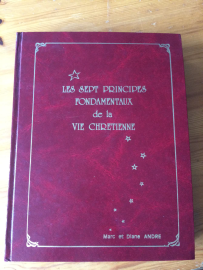 LES SEPT PRINCIPES
FONDAMENTAUX
de la
VIE CHRETIENNE
Marc et Diane ANDRE